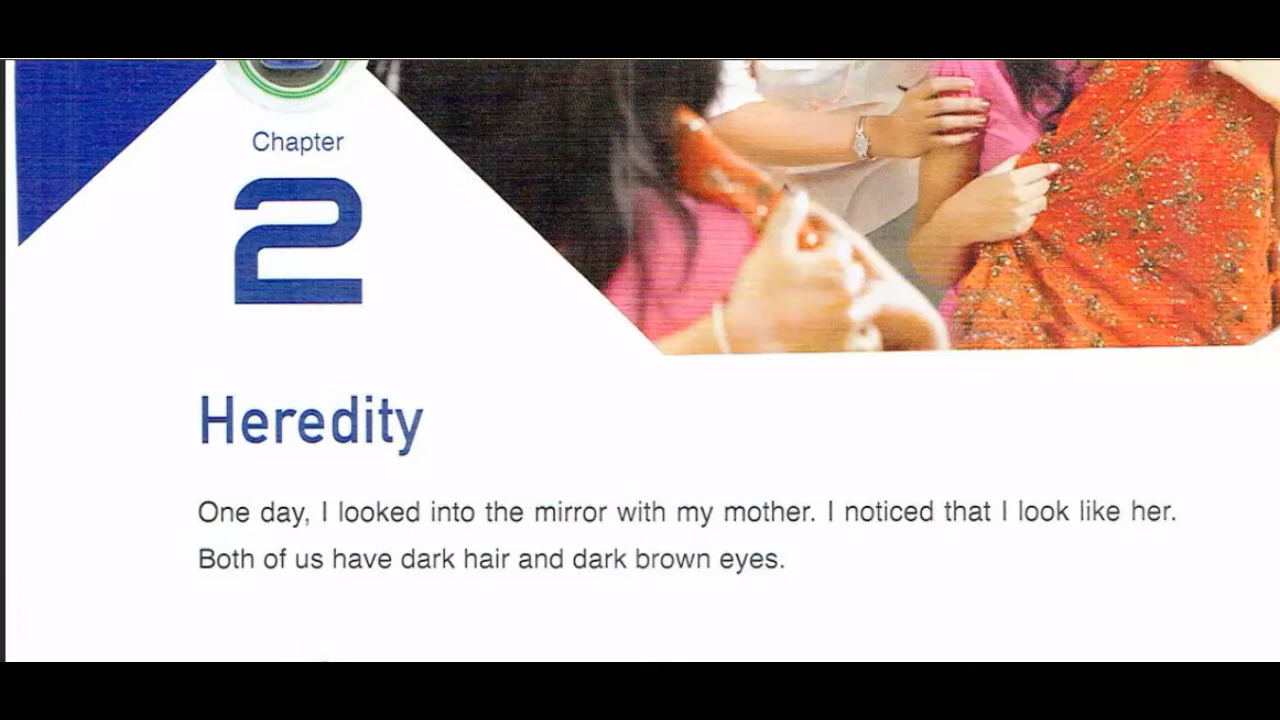 Chapter
2
Heredity
One day, I looked into the mirror with my mother. I noticed that I look like her.
Both of us have dark hair and dark brown eyes.